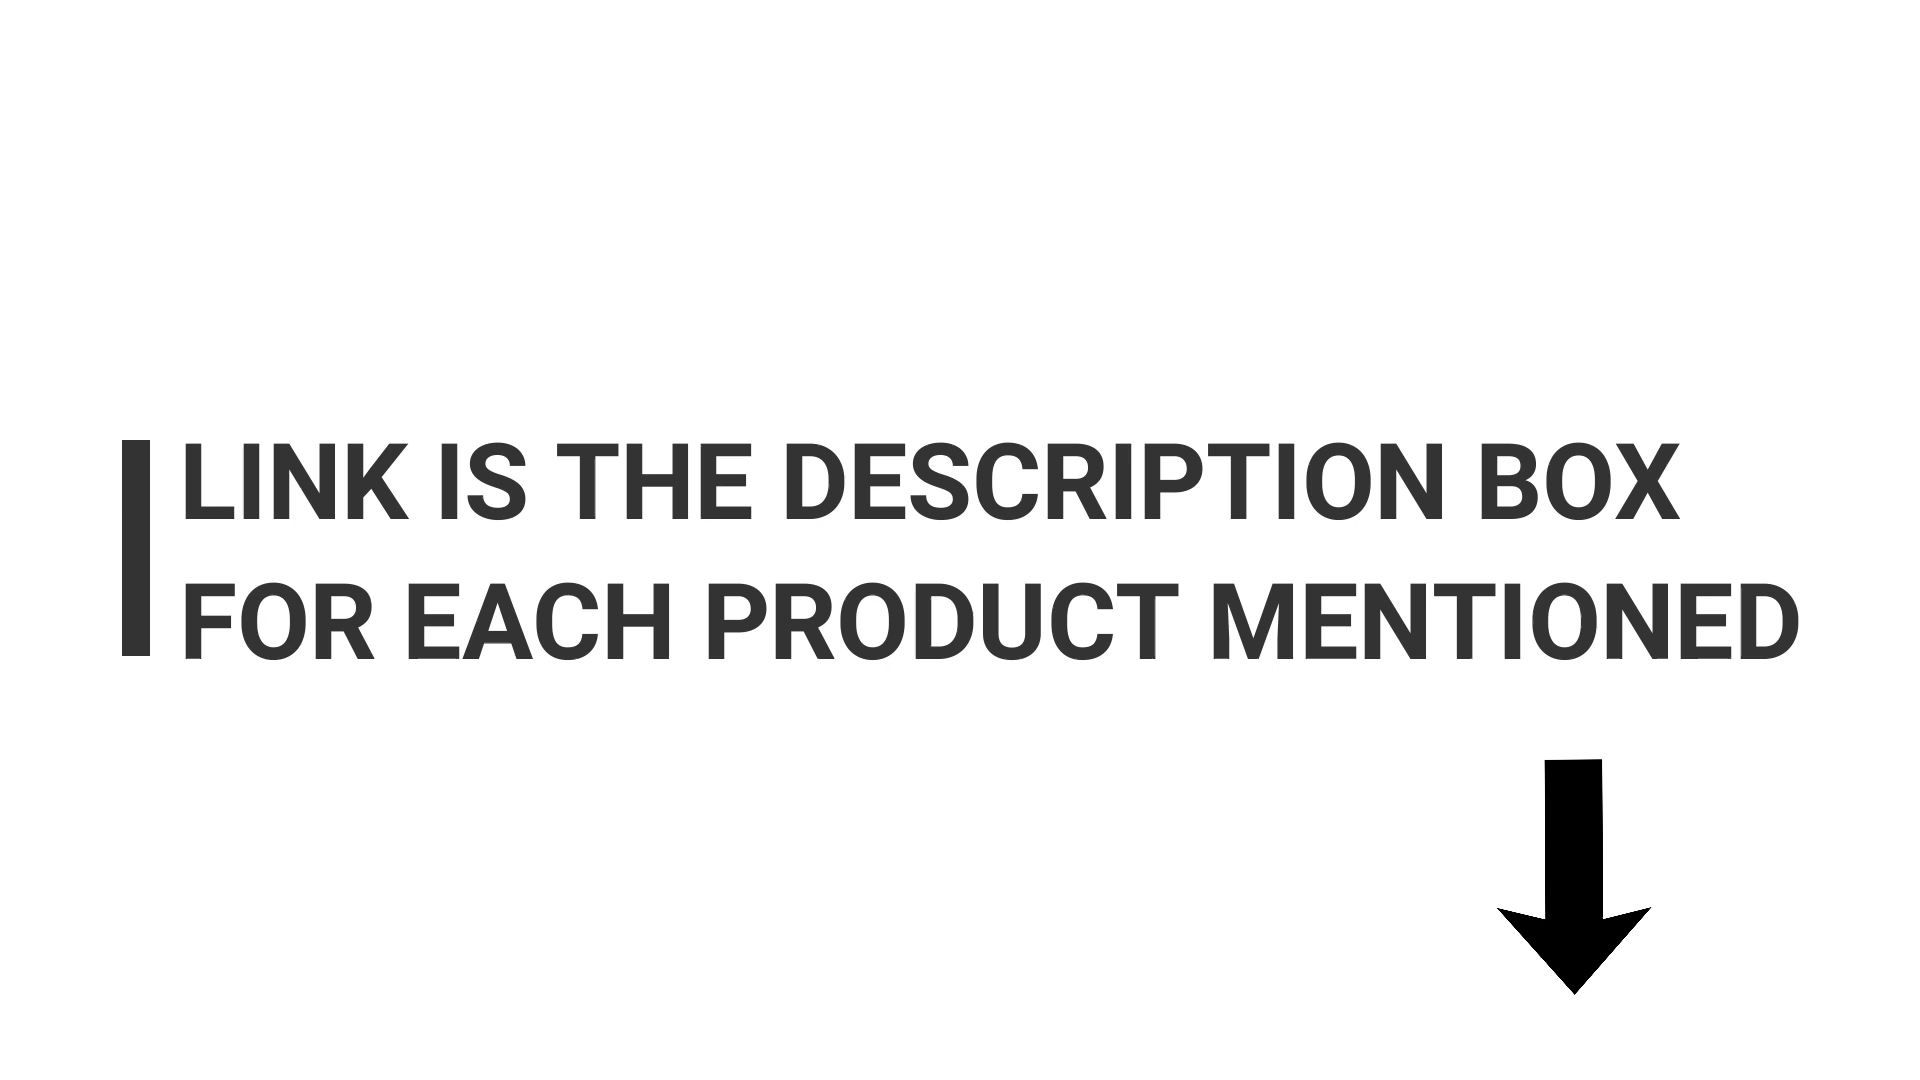 LINK IS THE DESCRIPTION BOX
FOR EACH PRODUCT MENTIONED